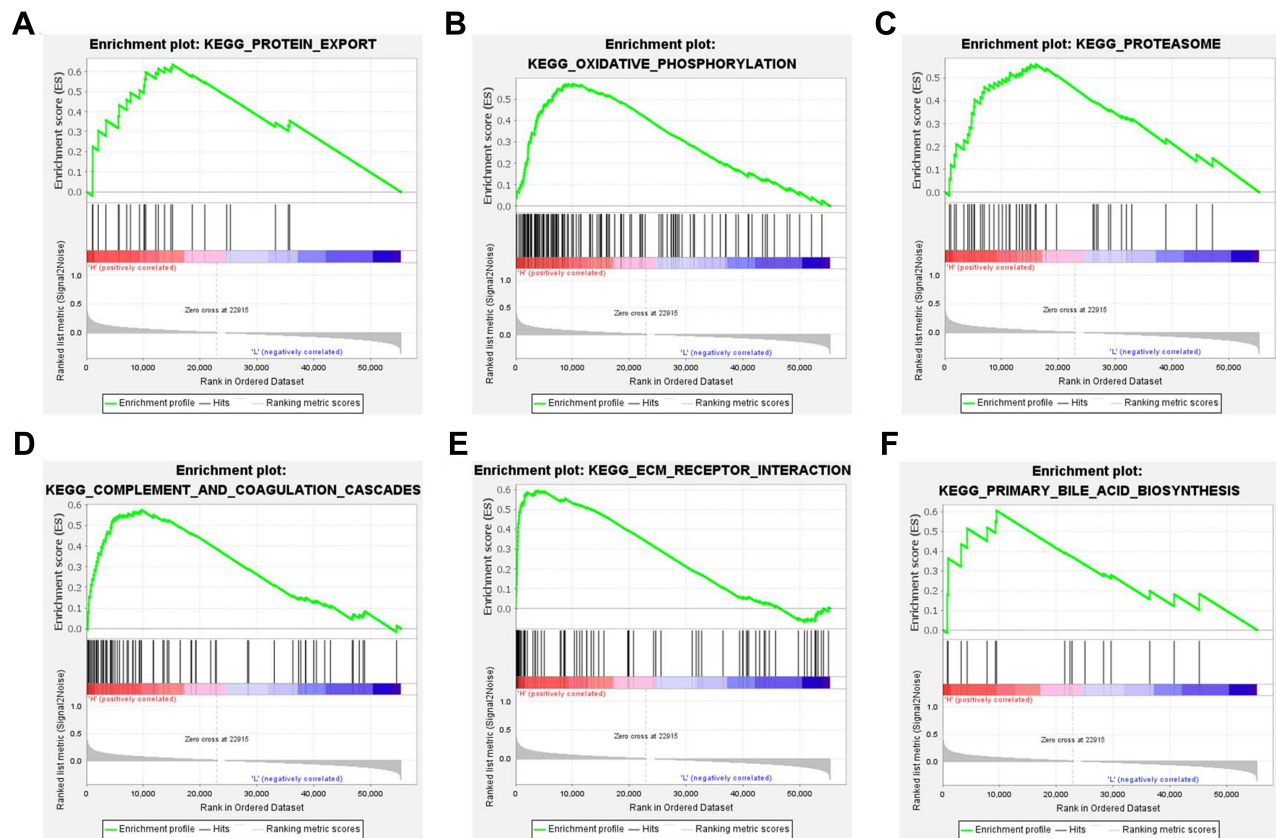 A
Enrichment plot: KEGG_PROTEIN_EXPORT
Enrichment score (ES)
0.6
0.5
0.4
0.3
0.2
0.1
0.0
'H' (positively correlated)
Ranked list metric (Signal2Noise)
1.0
0.5
0.0
Zero cross at 22915
'L' (negatively correlated)
0 10,000 20,000 30,000 40,000 50,000
Rank in Ordered Dataset
Enrichment profile Hits Ranking metric scores
B
Enrichment plot:
KEGG_OXIDATIVE_PHOSPHORYLATION
Enrichment score (ES)
0.5
0.4
0.3
0.2
0.1
0.0
'H' (positively correlated)
Ranked list metric (Signal2Noise)
1.0
0.5
0.0
Zero cross at 22915
'L' (negatively correlated)
0 10,000 20,000 30,000 40,000 50,000
Rank in Ordered Dataset
Enrichment profile Hits Ranking metric scores
C
Enrichment plot: KEGG_PROTEASOME
Enrichment score (ES)
0.5
0.4
0.3
0.2
0.1
0.0
'H' (positively correlated)
Ranked list metric (Signal2Noise)
1.0
0.5
0.0
Zero cross at 22915
'L' (negatively correlated)
0 10,000 20,000 30,000 40,000 50,000
Rank in Ordered Dataset
Enrichment profile Hits Ranking metric scores
D
Enrichment plot:
KEGG_COMPLEMENT_AND_COAGULATION_CASCADES
Enrichment score (ES)
0.6
0.5
0.4
0.3
0.2
0.1
0.0
'H' (positively correlated)
Ranked list metric (Signal2Noise)
1.0
0.5
0.0
Zero cross at 22915
'L' (negatively correlated)
0 10,000 20,000 30,000 40,000 50,000
Rank in Ordered Dataset
Enrichment profile Hits Ranking metric scores
E
Enrichment plot: KEGG_ECM_RECEPTOR_INTERACTION
Enrichment score (ES)
0.6
0.5
0.4
0.3
0.2
0.1
0.0
'H' (positively correlated)
Ranked list metric (Signal2Noise)
1.0
0.5
0.0
Zero cross at 22915
'L' (negatively correlated)
0 10,000 20,000 30,000 40,000 50,000
Rank in Ordered Dataset
Enrichment profile Hits Ranking metric scores
F
Enrichment plot:
KEGG_PRIMARY_BILE_ACID_BIOSYNTHESIS
Enrichment score (ES)
0.6
0.5
0.4
0.3
0.2
0.1
0.0
'H' (positively correlated)
Ranked list metric (Signal2Noise)
1.0
0.5
0.0
Zero cross at 22915
'L' (negatively correlated)
0 10,000 20,000 30,000 40,000 50,000
Rank in Ordered Dataset
Enrichment profile Hits Ranking metric scores